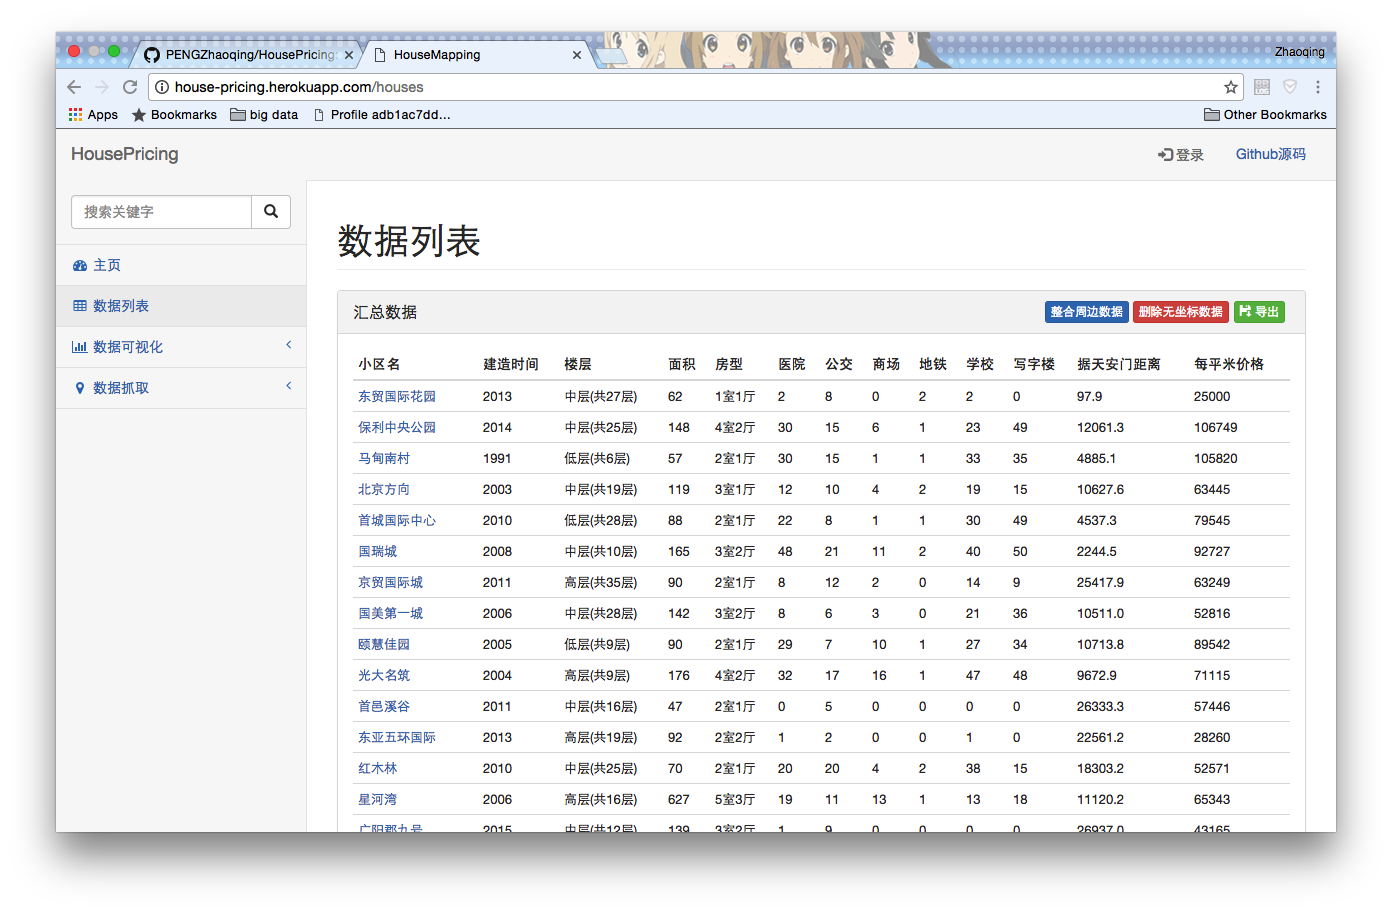 PENGZhaoqing/HousePricing:
HouseMapping
Zhaoqing
house-pricing.herokuapp.com/houses
Apps Bookmarks big data Profile adb1ac7dd... Other Bookmarks
HousePricing 登录 Github源码
搜索关键字
主页
数据列表
数据可视化
数据抓取
数据列表
汇总数据 整合周边数据 删除无坐标数据 导出
小区名 建造时间 楼层 面积 房型 医院 公交 商场 地铁 学校 写字楼 据天安门距离 每平米价格
东贸国际花园 2013 中层(共27层) 62 1室1厅 2 8 0 2 2 0 97.9 25000
保利中央公园 2014 中层(共25层) 148 4室2厅 30 15 6 1 23 49 12061.3 106749
马甸南村 1991 低层(共6层) 57 2室1厅 30 15 1 1 33 35 4885.1 105820
北京方向 2003 中层(共19层) 119 3室1厅 12 10 4 2 19 15 10627.6 63445
首城国际中心 2010 低层(共28层) 88 2室1厅 22 8 1 1 30 49 4537.3 79545
国瑞城 2008 中层(共10层) 165 3室2厅 48 21 11 2 40 50 2244.5 92727
京贸国际城 2011 高层(共35层) 90 2室1厅 8 12 2 0 14 9 25417.9 63249
国美第一城 2006 中层(共28层) 142 3室2厅 8 6 3 0 21 36 10511.0 52816
颐慧佳园 2005 低层(共9层) 90 2室1厅 29 7 10 1 27 34 10713.8 89542
光大名筑 2004 高层(共9层) 176 4室2厅 32 17 16 1 47 48 9672.9 71115
首邑溪谷 2011 中层(共16层) 47 2室1厅 0 5 0 0 0 0 26333.3 57446
东亚五环国际 2013 高层(共19层) 92 2室2厅 1 2 0 0 1 0 22561.2 28260
红木林 2010 中层(共25层) 70 2室1厅 20 20 4 2 38 15 18303.2 52571
星河湾 2006 高层(共16层) 627 5室3厅 19 11 13 1 13 18 11120.2 65343
广阳郡九号 2015 中层(共12层) 139 3室2厅 1 9 0 0 0 0 26937.0 43165